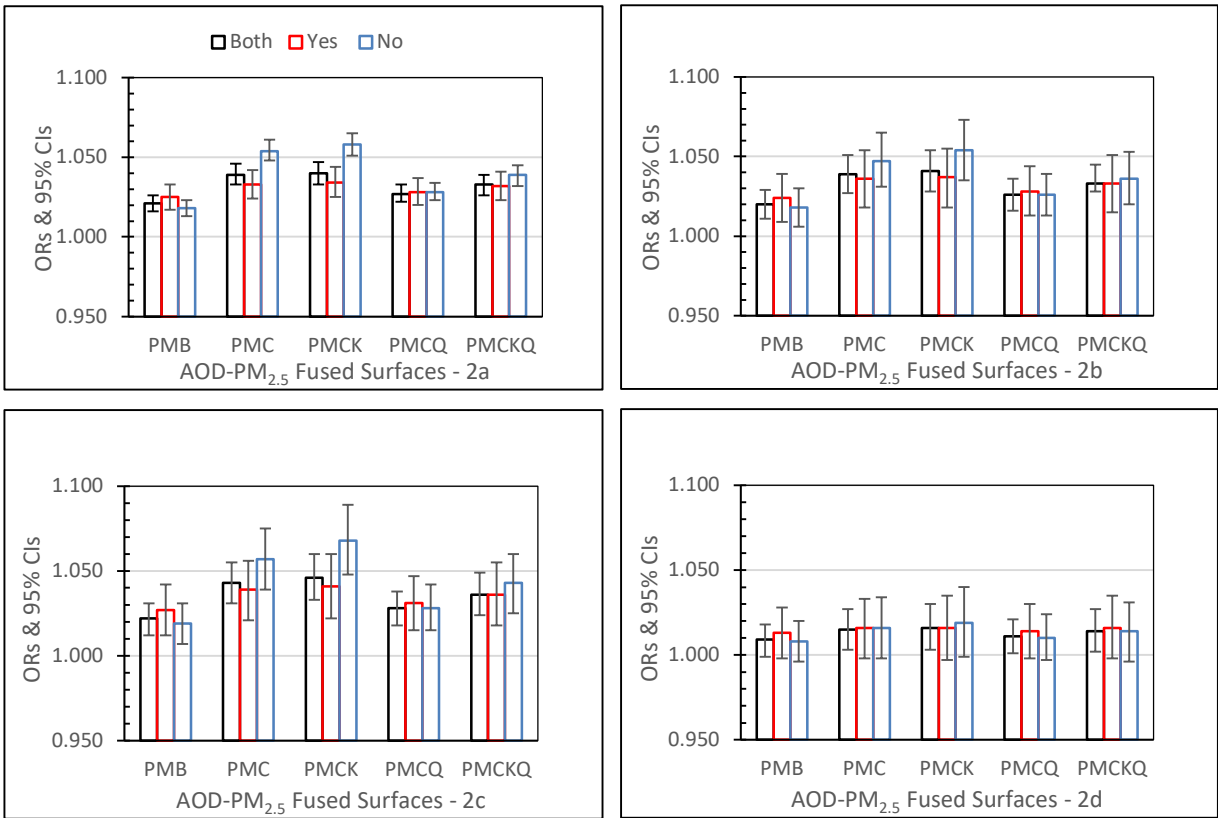 Both Yes No
ORs & 95% CIs
1.100
1.050
1.000
0.950
PMB PMC PMCK PMCQ PMCKQ
AOD-PM2.5 Fused Surfaces - 2a
ORs & 95% CIs
1.100
1.050
1.000
0.950
PMB PMC PMCK PMCQ PMCKQ
AOD-PM2.5 Fused Surfaces - 2b
ORs & 95% CIs
1.100
1.050
1.000
0.950
PMB PMC PMCK PMCQ PMCKQ
AOD-PM2.5 Fused Surfaces - 2c
ORs & 95% CIs
1.100
1.050
1.000
0.950
PMB PMC PMCK PMCQ PMCKQ
AOD-PM2.5 Fused Surfaces - 2d